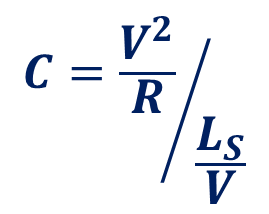 C = V²/R / L_S/V